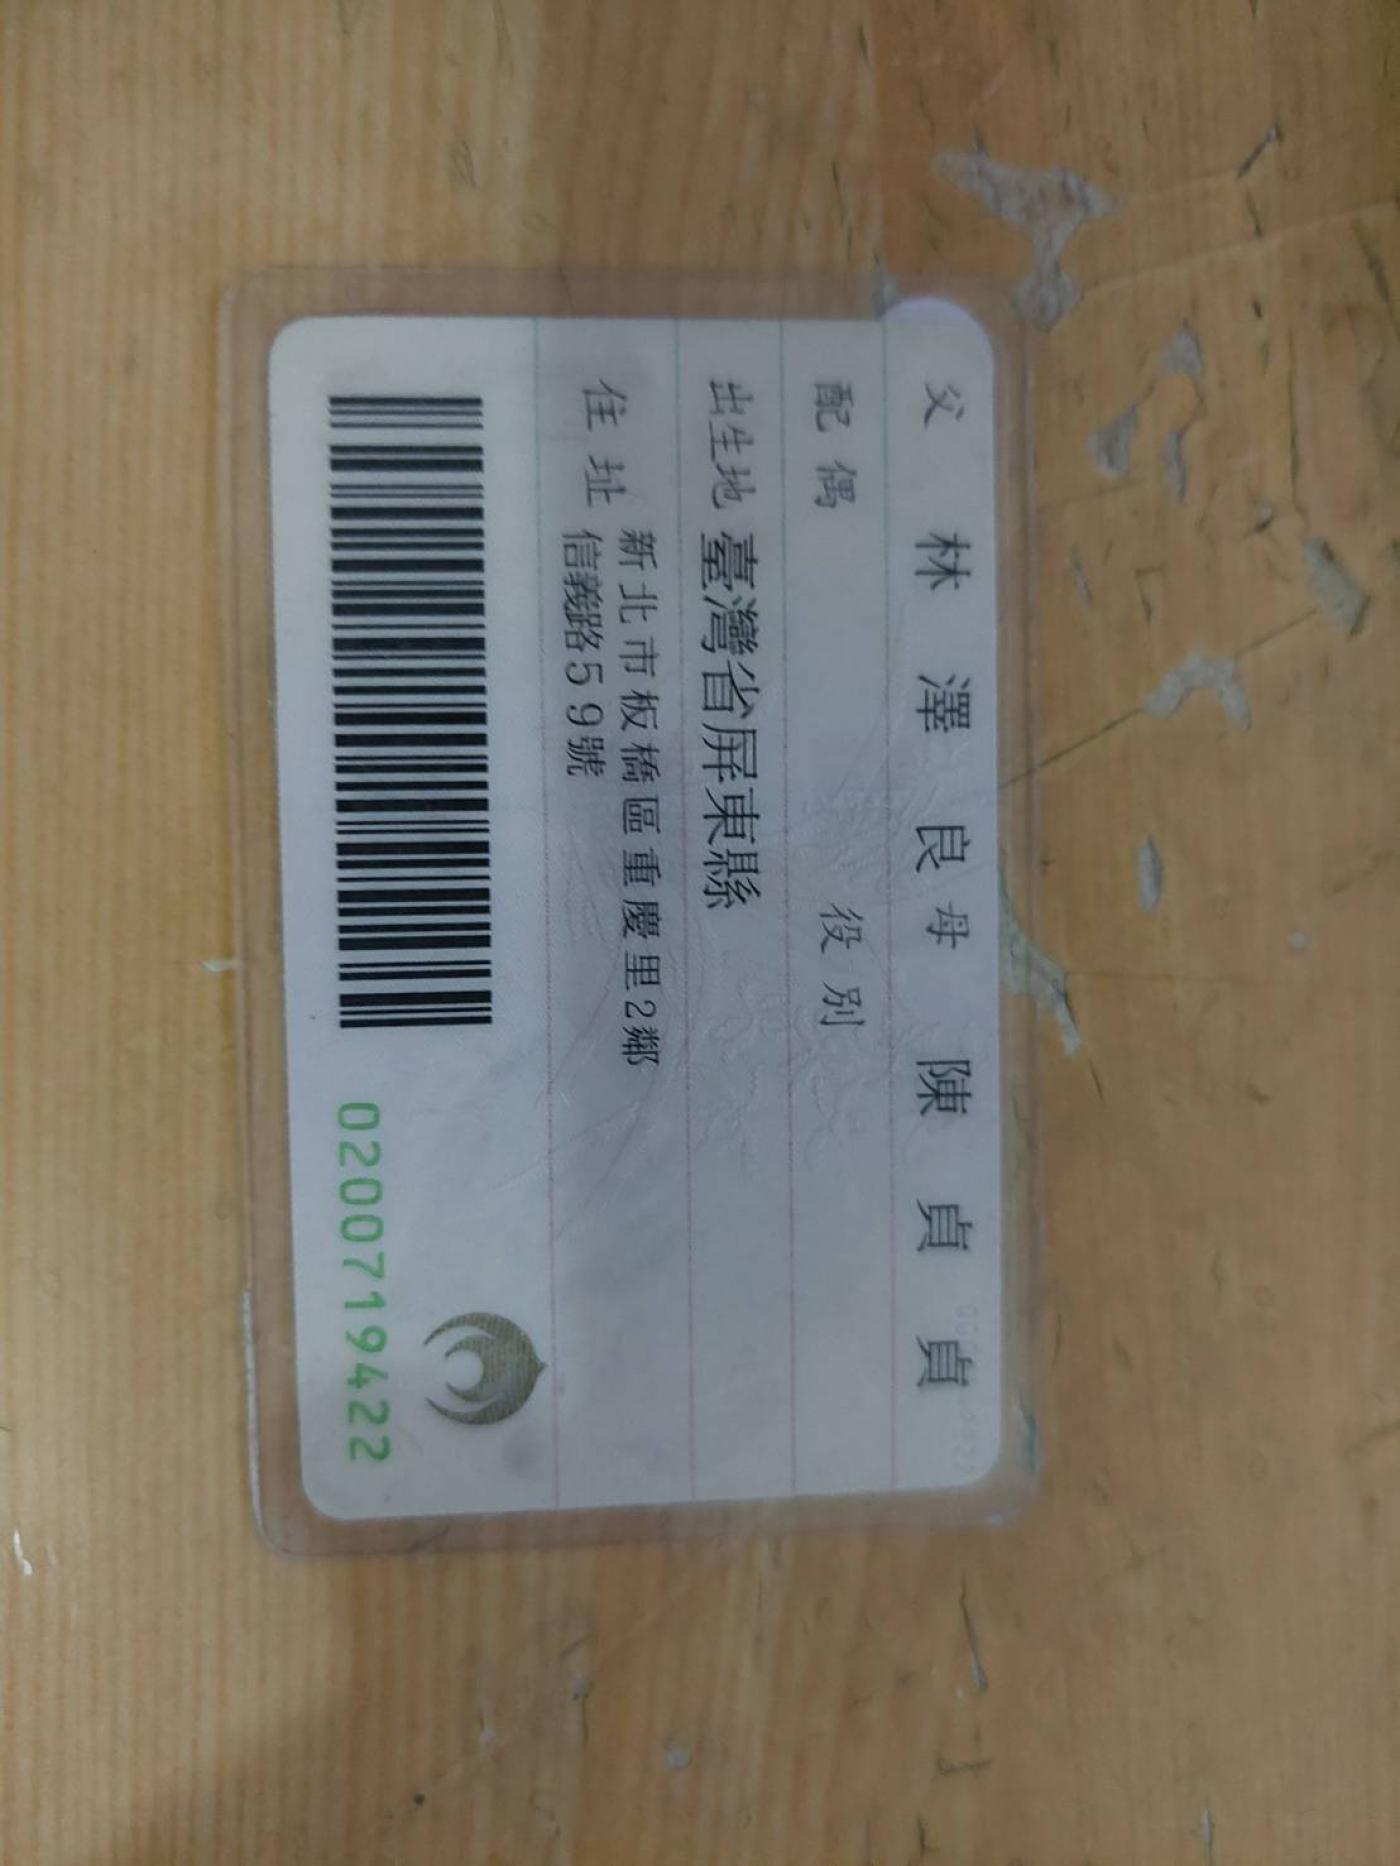 父 林澤良 母 陳貞貞
配偶 役別
出生地 臺灣省屏東縣
住址 新北市板橋區重慶里2鄰
信義路59號
0200719422